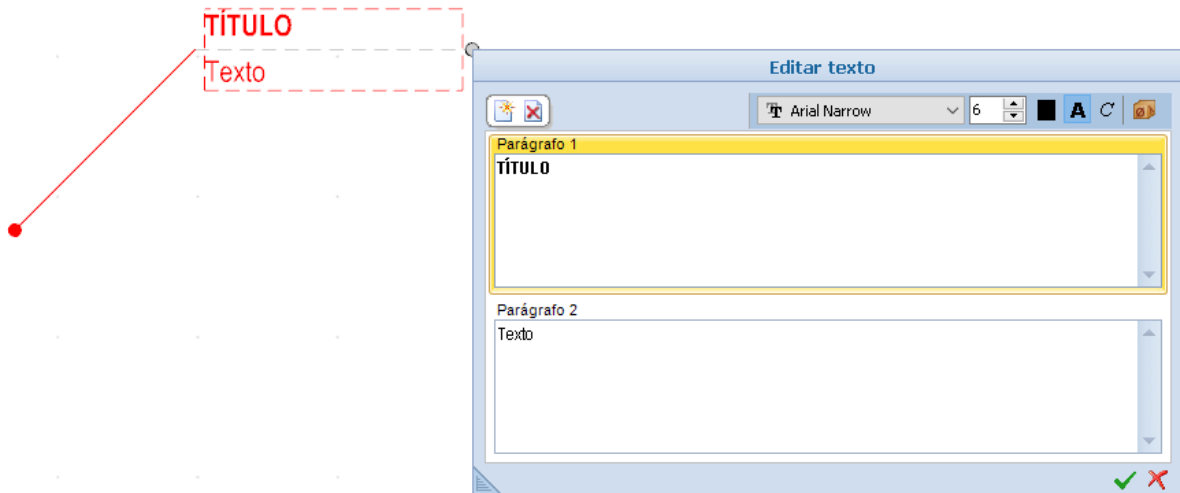 TÍTULO
Texto
Editar texto
Arial Narrow 6 A C
Parágrafo 1
TÍTULO
Parágrafo 2
Texto